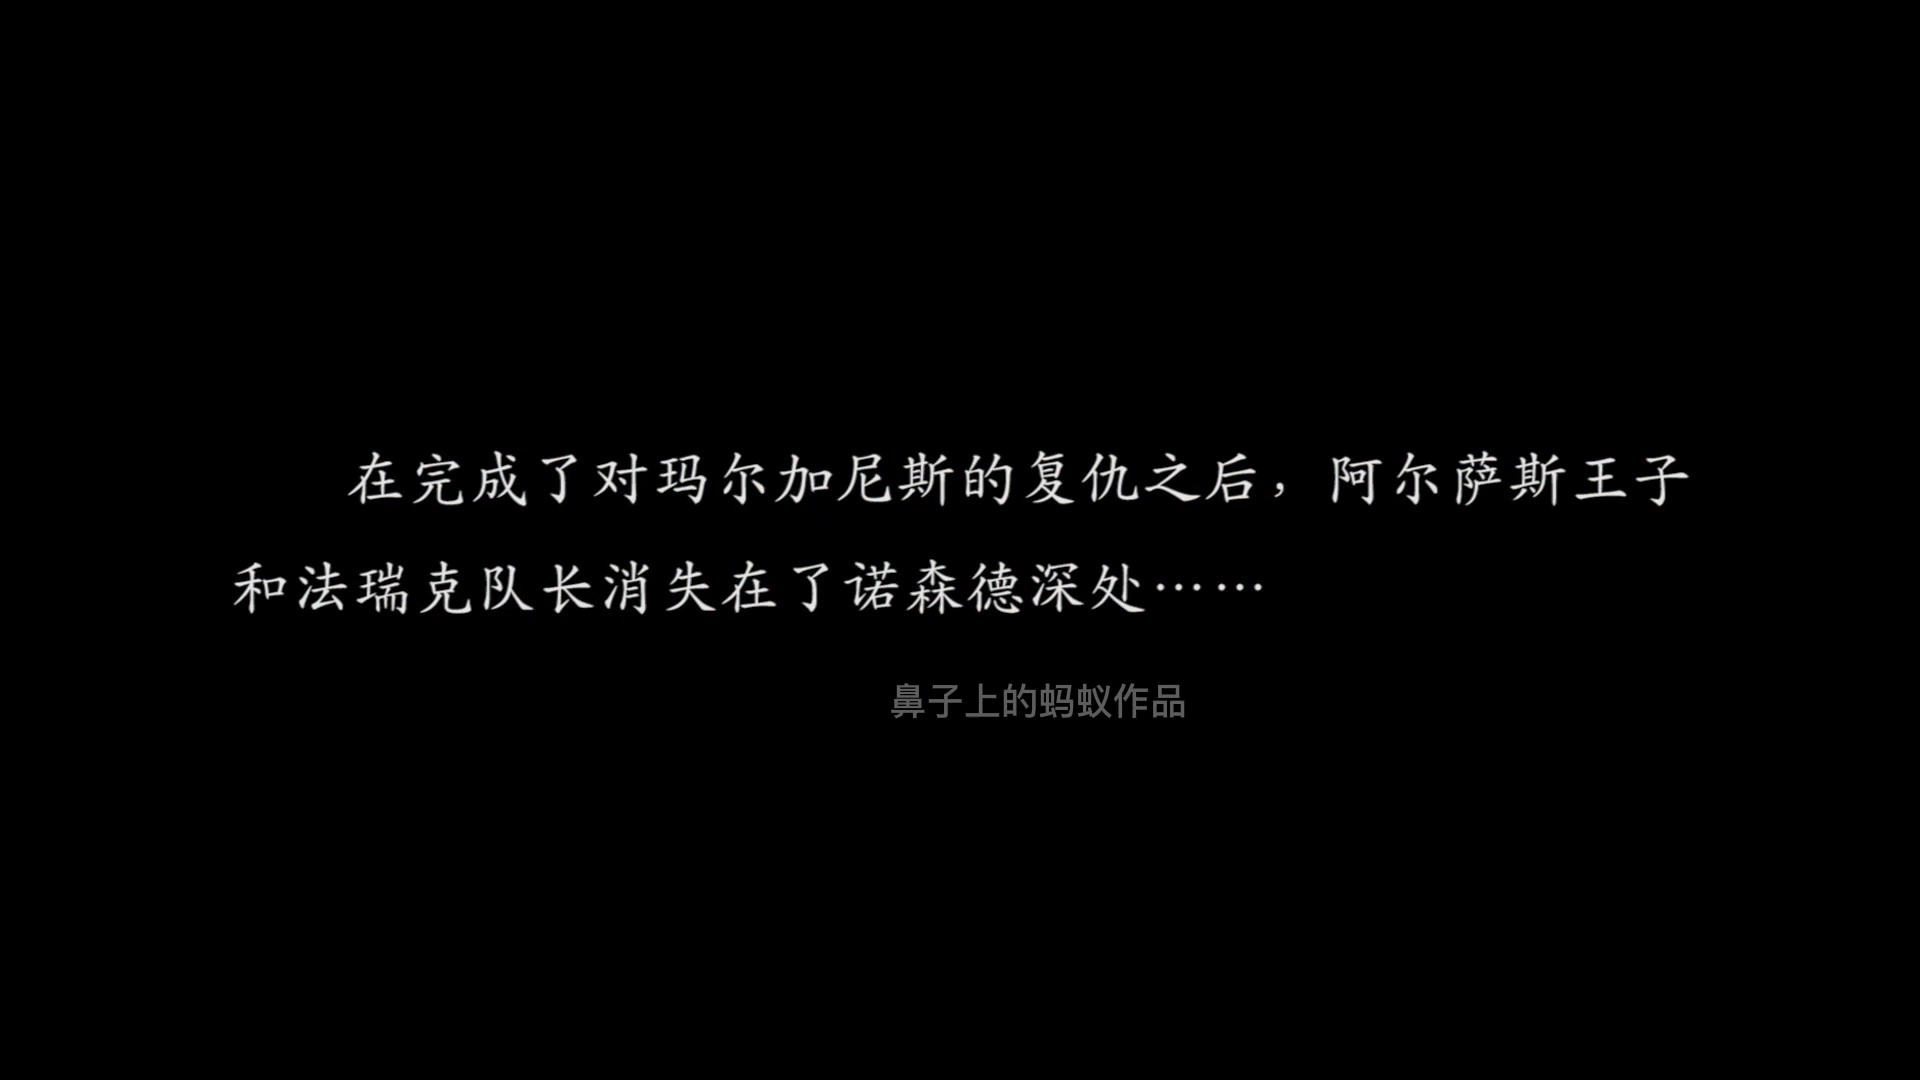 在完成了对玛尔加尼斯的复仇之后，阿尔萨斯王子
和法瑞克队长消失在了诺森德深处……
鼻子上的蚂蚁作品